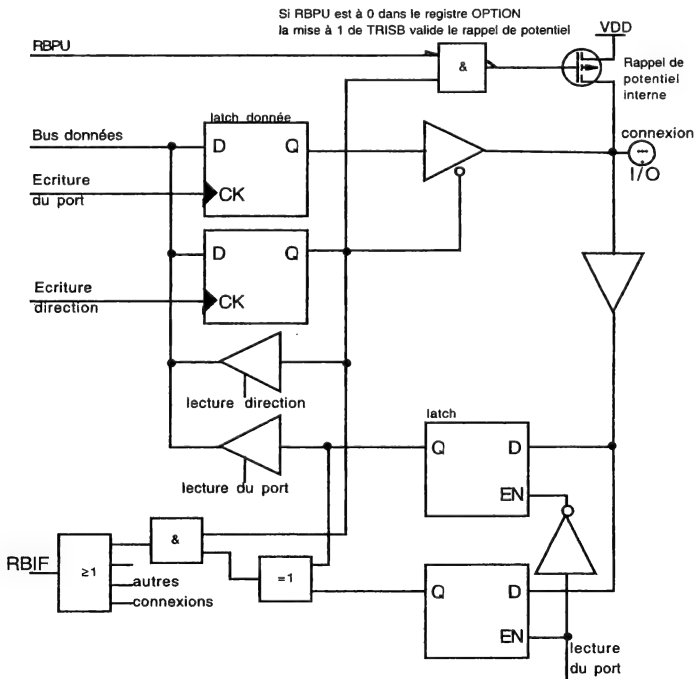 Si RBPU est à 0 dans le registre OPTION
la mise à 1 de TRISB valide le rappel de potentiel
VDD
RBPU
&
Rappel de
potentiel
interne
latch donnée
connexion
Bus données
D
Q
I/O
Ecriture
du port
CK
D
Q
Ecriture
direction
CK
lecture direction
latch
Q
D
lecture du port
EN
&
RBIF
≥1
autres
connexions
=1
Q
D
EN
lecture
du port